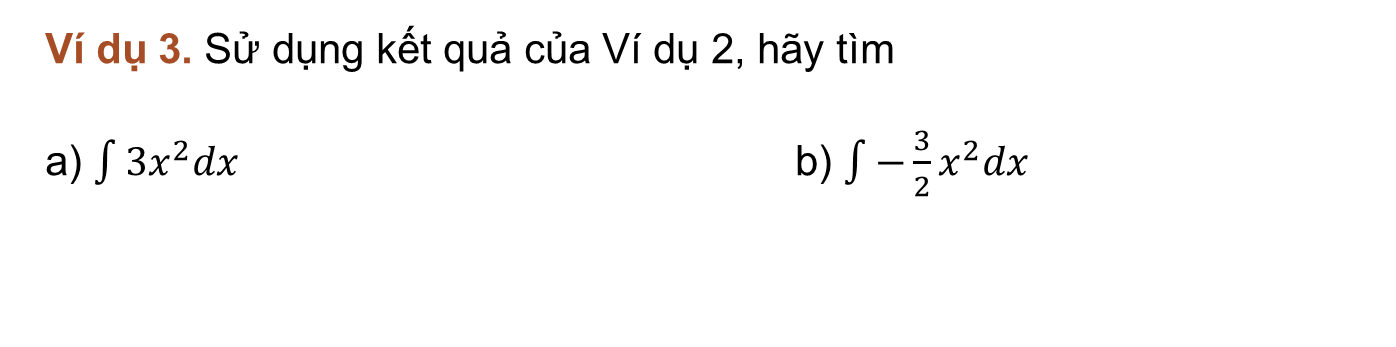 Ví dụ 3. Sử dụng kết quả của Ví dụ 2, hãy tìm
a) ∫ 3x²dx b) ∫ −3/2 x²dx